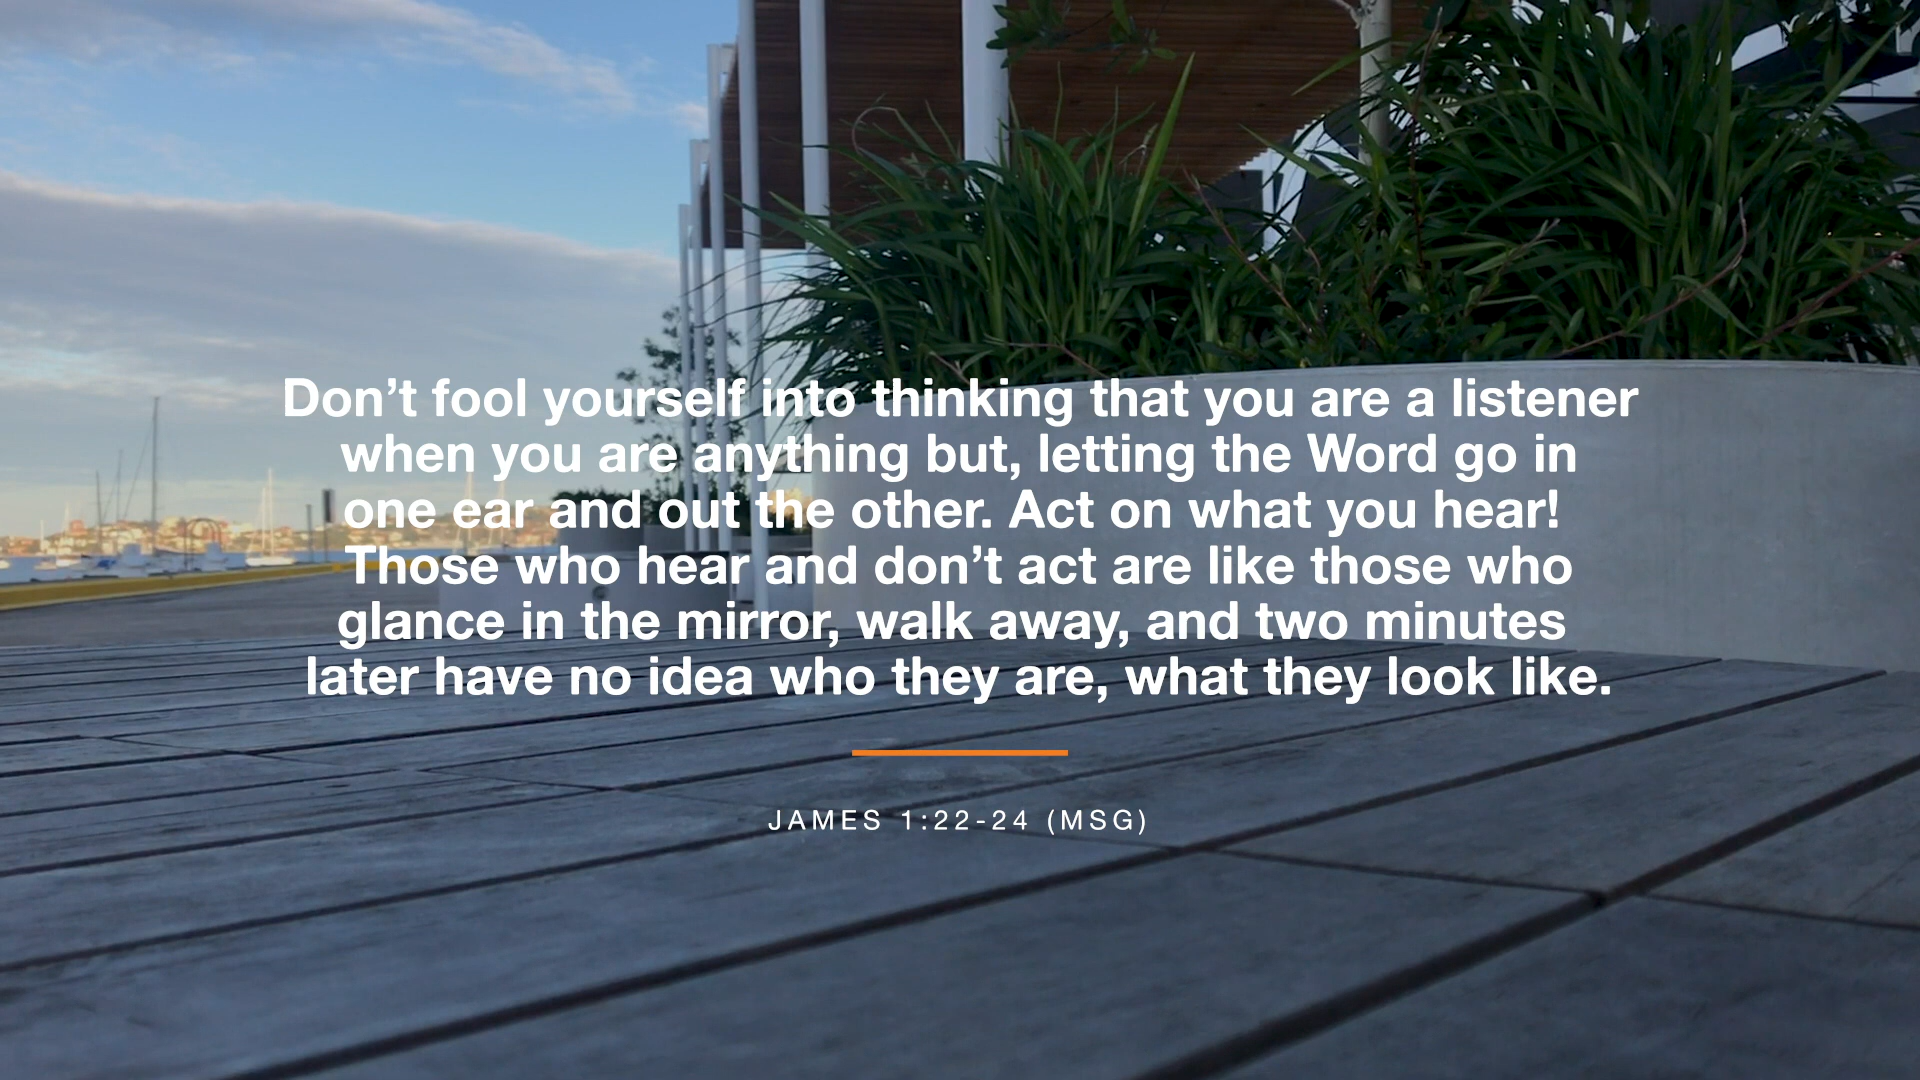 Don’t fool yourself into thinking that you are a listener
when you are anything but, letting the Word go in
one ear and out the other. Act on what you hear!
Those who hear and don’t act are like those who
glance in the mirror, walk away, and two minutes
later have no idea who they are, what they look like.
JAMES 1:22-24 (MSG)